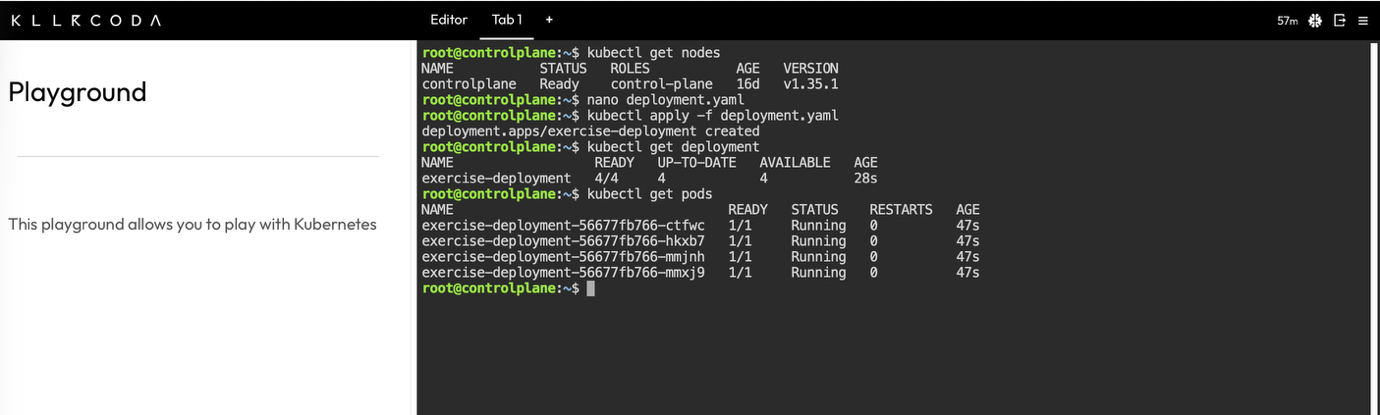 KLLRCODA
Editor Tab 1 +
57m
Playground
This playground allows you to play with Kubernetes
root@controlplane:~$ kubectl get nodes
NAME STATUS ROLES AGE VERSION
controlplane Ready control-plane 16d v1.35.1
root@controlplane:~$ nano deployment.yaml
root@controlplane:~$ kubectl apply -f deployment.yaml
deployment.apps/exercise-deployment created
root@controlplane:~$ kubectl get deployment
NAME READY UP-TO-DATE AVAILABLE AGE
exercise-deployment 4/4 4 4 28s
root@controlplane:~$ kubectl get pods
NAME READY STATUS RESTARTS AGE
exercise-deployment-56677fb766-ctfwc 1/1 Running 0 47s
exercise-deployment-56677fb766-hkxb7 1/1 Running 0 47s
exercise-deployment-56677fb766-mmjnh 1/1 Running 0 47s
exercise-deployment-56677fb766-mmxj9 1/1 Running 0 47s
root@controlplane:~$